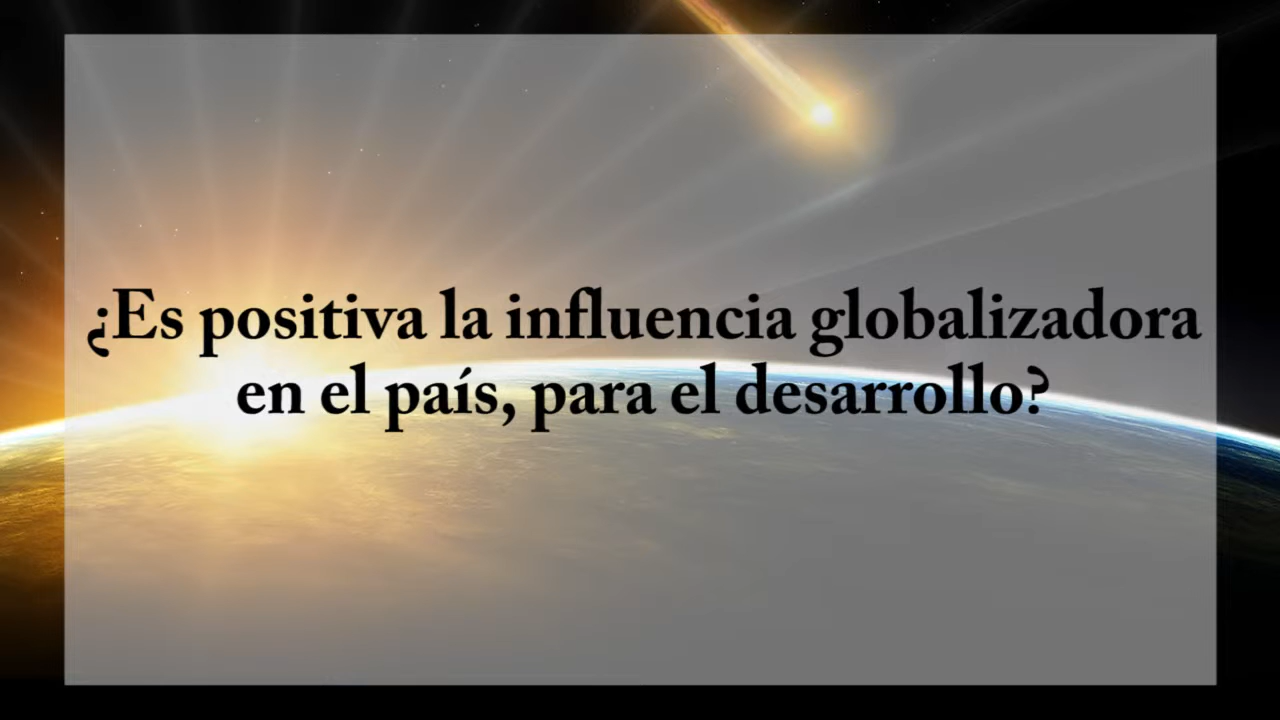 ¿Es positiva la influencia globalizadora
en el país, para el desarrollo?